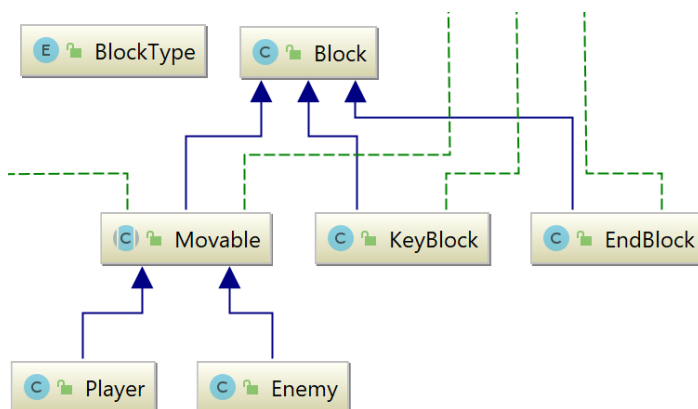 E BlockType
C Block
C Movable
C KeyBlock
C EndBlock
C Player
C Enemy